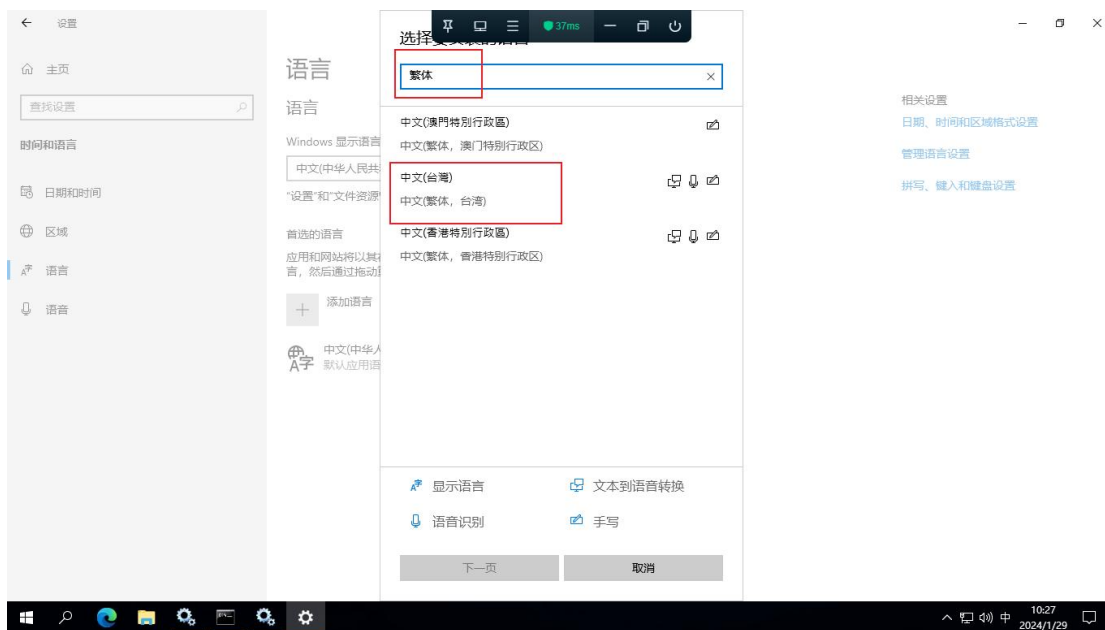 设置
37ms
主页
查找设置
时间和语言
日期和时间
区域
语言
语音
语言
语言
Windows 显示语言
中文(中华人民共
"设置"和"文件资源
首选的语言
应用和网站将以其
言，然后通过拖动
添加语言
中文(中华人
默认应用语
选择
繁体
中文(澳門特別行政區)
中文(繁体，澳门特别行政区)
中文(台灣)
中文(繁体，台湾)
中文(香港特別行政區)
中文(繁体，香港特别行政区)
显示语言
文本到语音转换
语音识别
手写
下一页
取消
相关设置
日期、时间和区域格式设置
管理语言设置
拼写、键入和键盘设置
中
10:27
2024/1/29